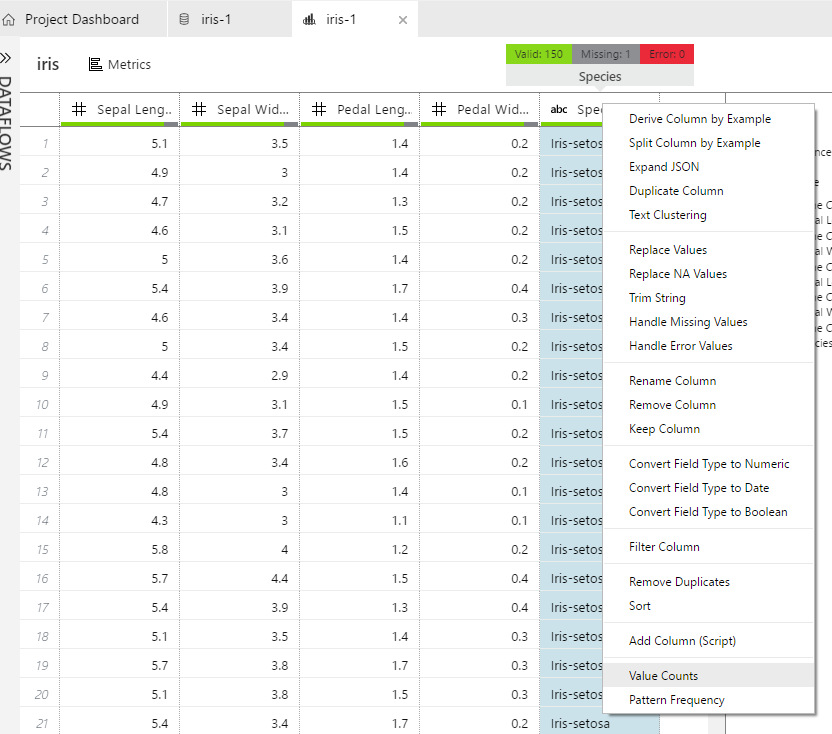 Project Dashboard
iris-1
iris-1
DATAFLOWS
iris
Metrics
Valid: 150
Missing: 1
Error: 0
Species
Sepal Leng..
Sepal Wid...
Pedal Leng..
Pedal Wid...
abc
1 5.1 3.5 1.4 0.2 Iris-setos
2 4.9 3 1.4 0.2 Iris-setos
3 4.7 3.2 1.3 0.2 Iris-setos
4 4.6 3.1 1.5 0.2 Iris-setos
5 5 3.6 1.4 0.2 Iris-setos
6 5.4 3.9 1.7 0.4 Iris-setos
7 4.6 3.4 1.4 0.3 Iris-setos
8 5 3.4 1.5 0.2 Iris-setos
9 4.4 2.9 1.4 0.2 Iris-setos
10 4.9 3.1 1.5 0.1 Iris-setos
11 5.4 3.7 1.5 0.2 Iris-setos
12 4.8 3.4 1.6 0.2 Iris-setos
13 4.8 3 1.4 0.1 Iris-setos
14 4.3 3 1.1 0.1 Iris-setos
15 5.8 4 1.2 0.2 Iris-setos
16 5.7 4.4 1.5 0.4 Iris-setos
17 5.4 3.9 1.3 0.4 Iris-setos
18 5.1 3.5 1.4 0.3 Iris-setos
19 5.7 3.8 1.7 0.3 Iris-setos
20 5.1 3.8 1.5 0.3 Iris-setos
21 5.4 3.4 1.7 0.2 Iris-setosa
Derive Column by Example
Split Column by Example
Expand JSON
Duplicate Column
Text Clustering
Replace Values
Replace NA Values
Trim String
Handle Missing Values
Handle Error Values
Rename Column
Remove Column
Keep Column
Convert Field Type to Numeric
Convert Field Type to Date
Convert Field Type to Boolean
Filter Column
Remove Duplicates
Sort
Add Column (Script)
Value Counts
Pattern Frequency